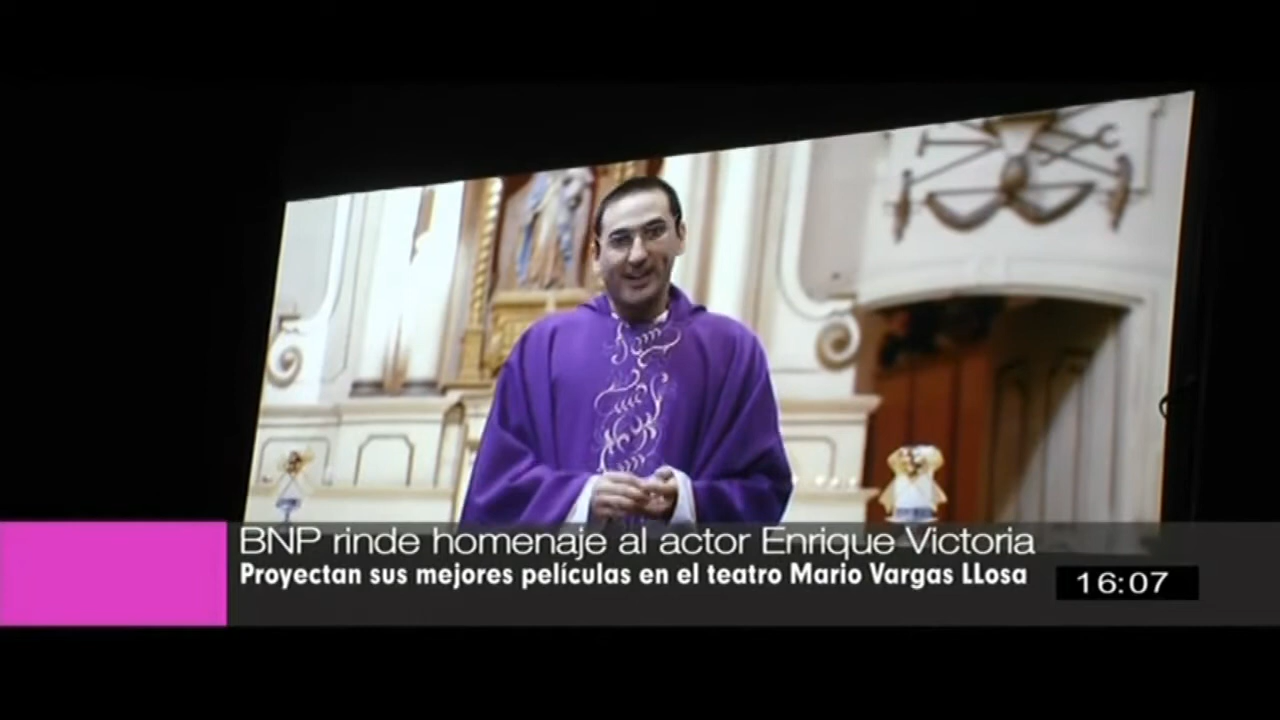 BNP rinde homenaje al actor Enrique Victoria
Proyectan sus mejores películas en el teatro Mario Vargas LLosa
16:07